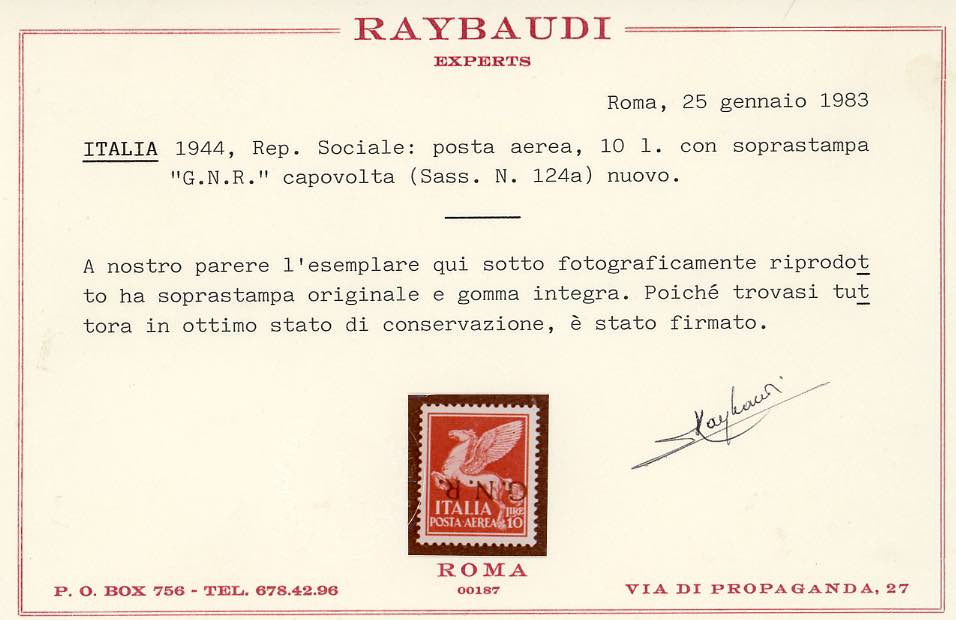 RAYBAUDI
EXPERTS
Roma, 25 gennaio 1983
ITALIA 1944, Rep. Sociale: posta aerea, 10 l. con soprastampa
"G.N.R." capovolta (Sass. N. 124a) nuovo.
A nostro parere l'esemplare qui sotto fotograficamente riprodot
to ha soprastampa originale e gomma integra. Poiché trovasi tut
tora in ottimo stato di conservazione, è stato firmato.
Raybaudi
G.N.R.
ITALIA
LIRE
POSTA·AEREA 10
ROMA
00187
P. O. BOX 756 - TEL. 678.42.96
VIA DI PROPAGANDA, 27